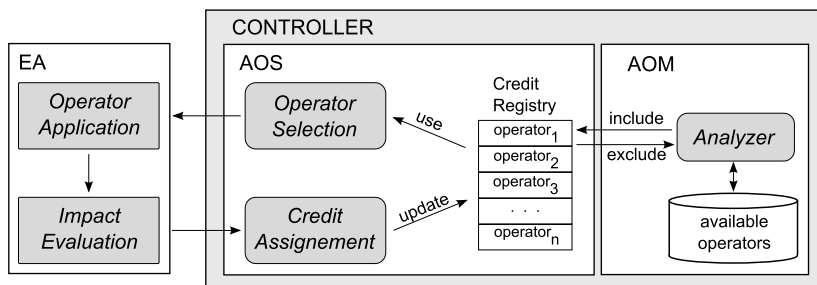 CONTROLLER
EA
Operator
Application
Impact
Evaluation
AOS
Operator
Selection
Credit
Assignement
use
update
Credit
Registry
operator1
operator2
operator3
. . .
operatorn
AOM
include
exclude
Analyzer
available
operators